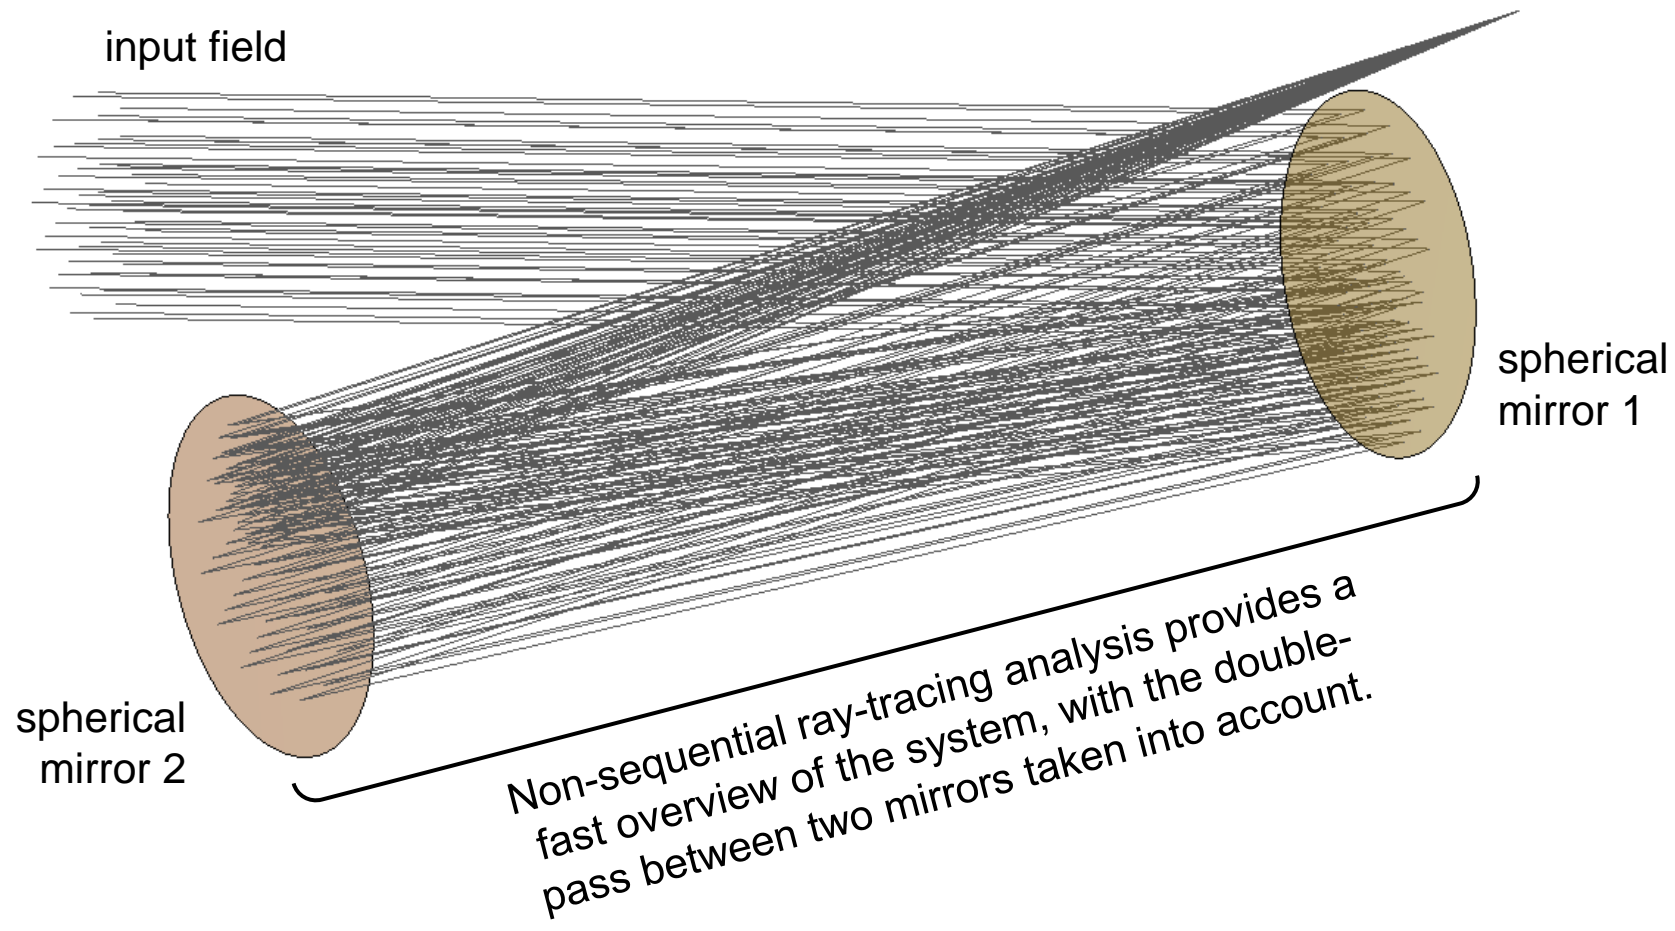 input field
spherical
mirror 1
spherical
mirror 2
Non-sequential ray-tracing analysis provides a
fast overview of the system, with the double-
pass between two mirrors taken into account.